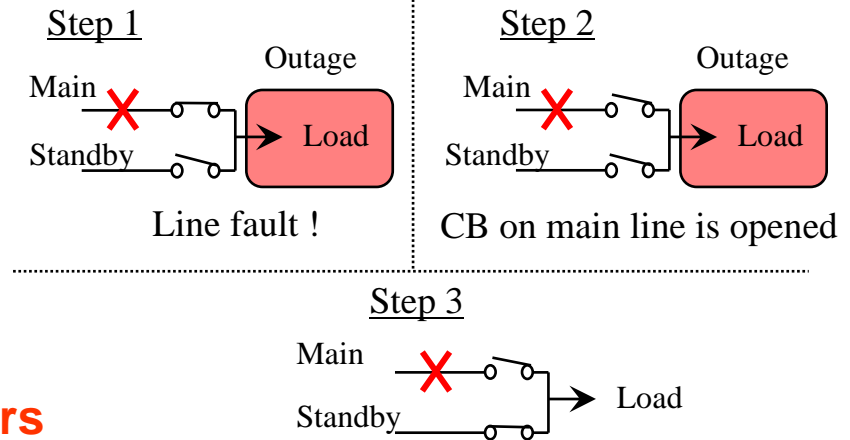 Step 1
Outage
Main
Load
Standby
Line fault !
Step 2
Outage
Main
Load
Standby
CB on main line is opened
Step 3
Main
Load
Standby
rs